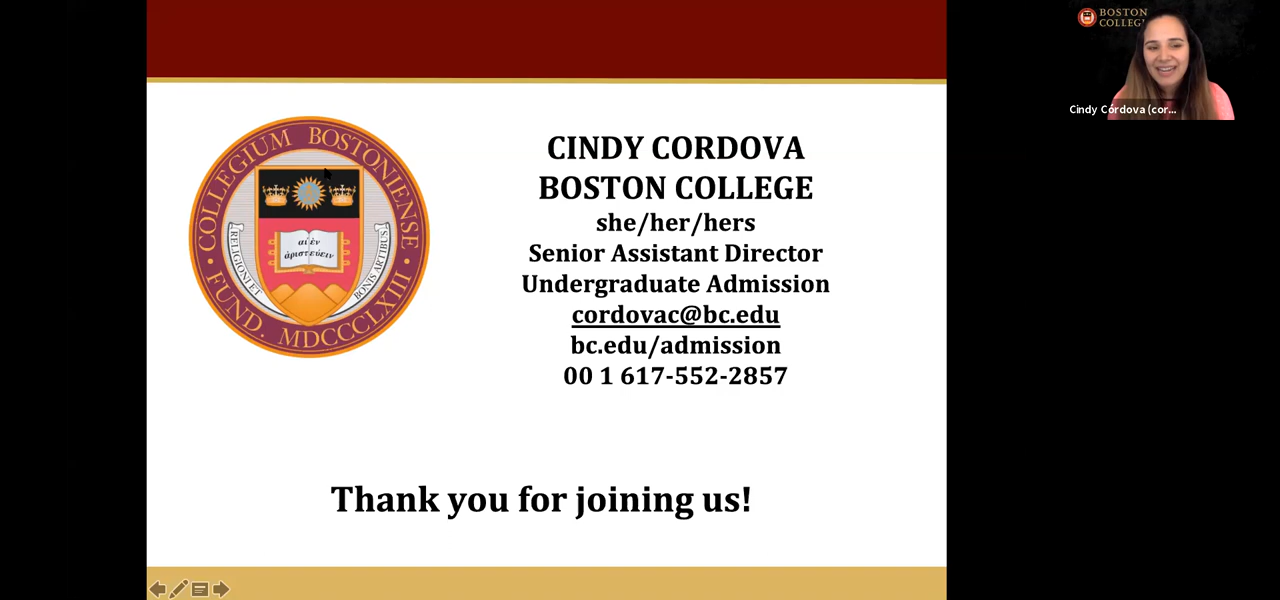 BOSTON
COLLEGE
Cindy Córdova (cor...
COLLEGIUM BOSTONIENSE
FUND. MDCCCLXIII
RELIGIONI ET
BONIS ARTIBUS
αἰὲν
ἀριστεύειν
CINDY CORDOVA
BOSTON COLLEGE
she/her/hers
Senior Assistant Director
Undergraduate Admission
cordovac@bc.edu
bc.edu/admission
00 1 617-552-2857
Thank you for joining us!